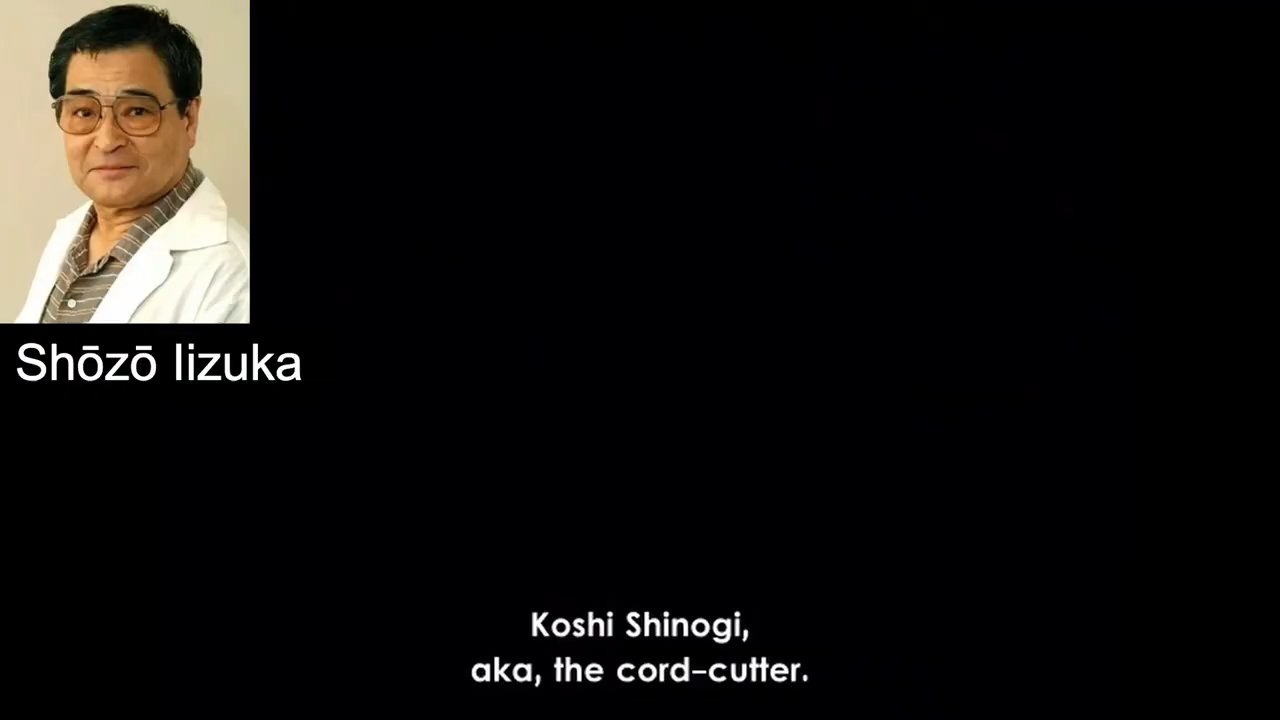 Shōzō Iizuka
Koshi Shinogi,
aka, the cord-cutter.